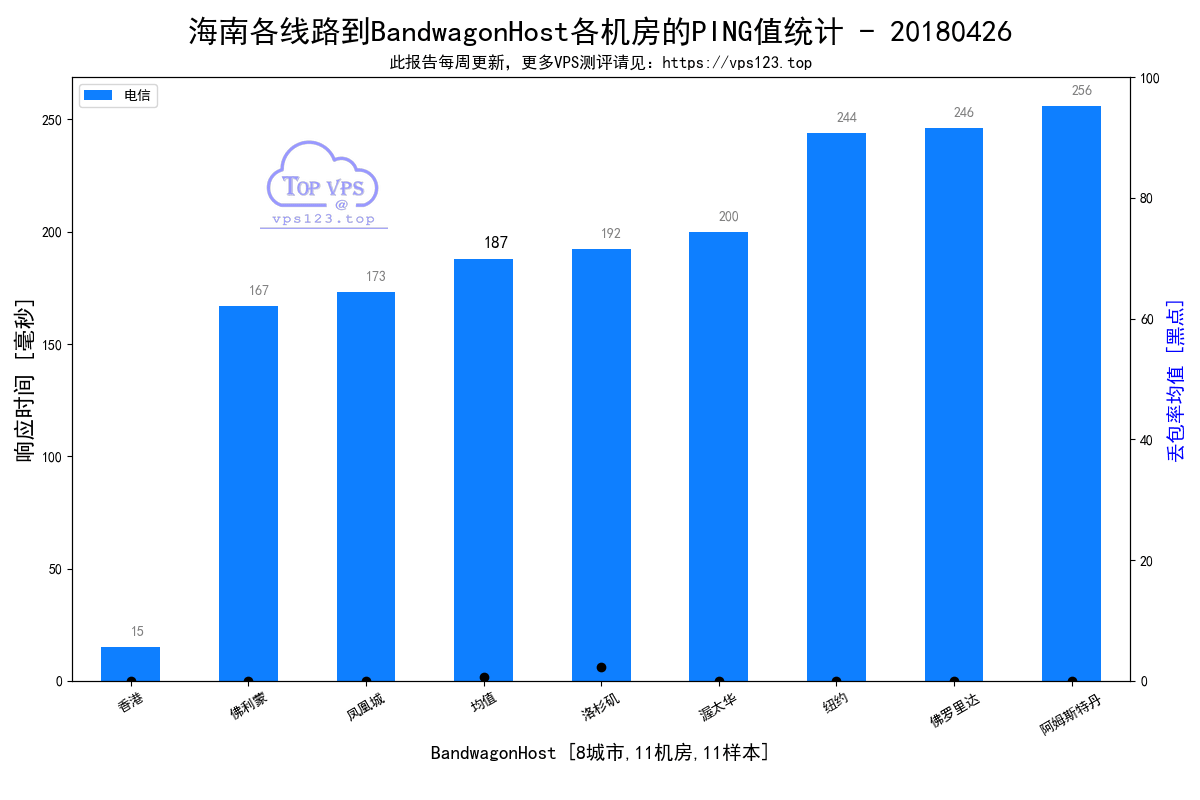 海南各线路到BandwagonHost各机房的PING值统计 - 20180426
此报告每周更新，更多VPS测评请见：https://vps123.top
电信
TOP VPS
@
vps123.top
响应时间 [毫秒]
250
200
150
100
50
0
15
167
173
187
192
200
244
246
256
100
80
60
40
20
0
丢包率均值 [黑点]
香港
佛利蒙
凤凰城
均值
洛杉矶
渥太华
纽约
佛罗里达
阿姆斯特丹
BandwagonHost [8城市,11机房,11样本]